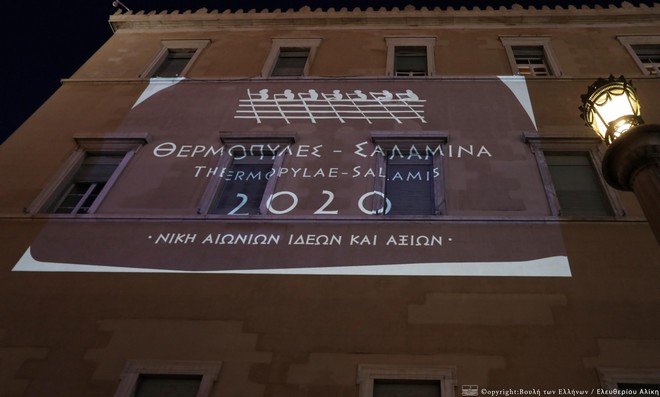 ΘΕΡΜΟΠΥΛΕΣ - ΣΑΛΑΜΙΝΑ
THERMOPYLAE-SALAMIS
2020
· ΝΙΚΗ ΑΙΩΝΙΩΝ ΙΔΕΩΝ ΚΑΙ ΑΞΙΩΝ ·
©opyright:Βουλή των Ελλήνων / Ελευθερίου Αλίκη